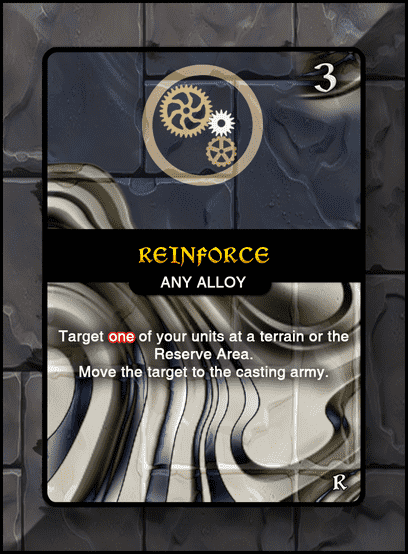 3
REINFORCE
ANY ALLOY
Target one of your units at a terrain or the
Reserve Area.
Move the target to the casting army.
R